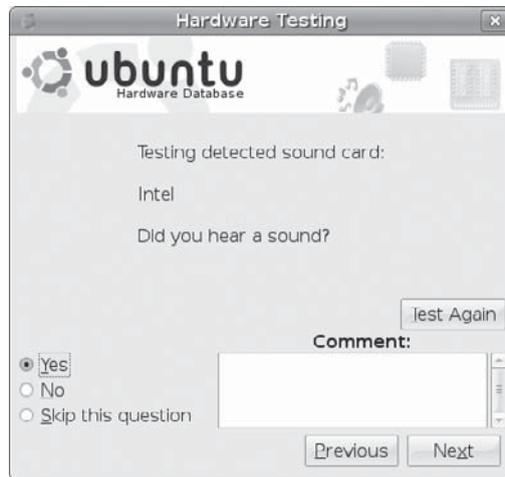 Hardware Testing
ubuntu
Hardware Database
Testing detected sound card:
Intel
Did you hear a sound?
Test Again
Comment:
Yes
No
Skip this question
Previous
Next